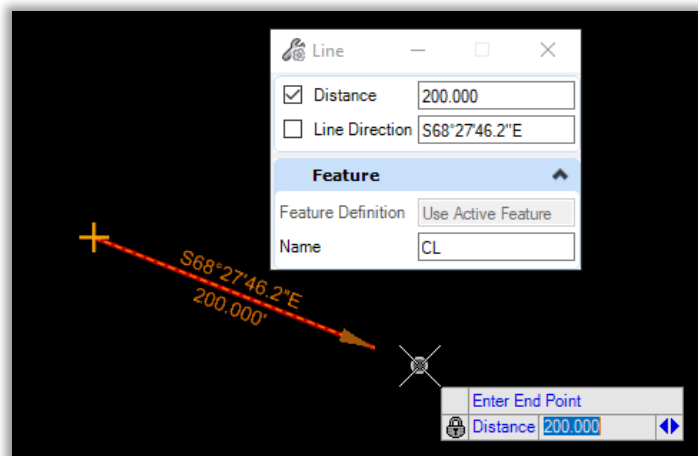 Line
Distance 200.000
Line Direction S68°27'46.2"E
Feature
Feature Definition Use Active Feature
Name CL
S68°27'46.2"E
200.000'
Enter End Point
Distance 200.000